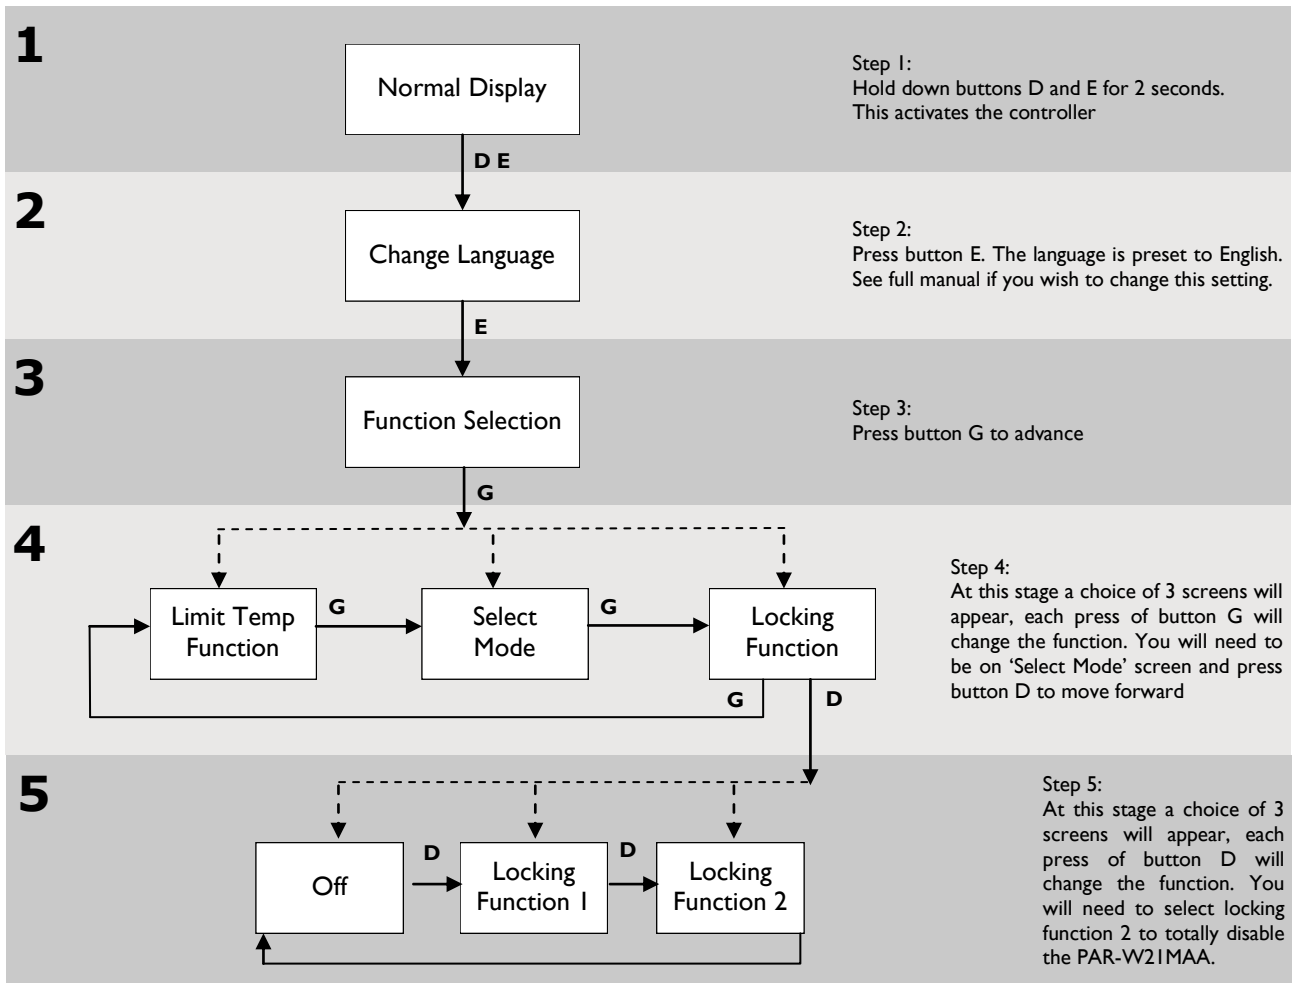 1
Normal Display
Step 1:
Hold down buttons D and E for 2 seconds.
This activates the controller
D E
2
Change Language
Step 2:
Press button E. The language is preset to English.
See full manual if you wish to change this setting.
E
3
Function Selection
Step 3:
Press button G to advance
G
4
Limit Temp
Function
G
Select
Mode
G
Locking
Function
G
D
Step 4:
At this stage a choice of 3 screens will
appear, each press of button G will
change the function. You will need to
be on ‘Select Mode’ screen and press
button D to move forward
5
Off
D
Locking
Function 1
D
Locking
Function 2
Step 5:
At this stage a choice of 3
screens will appear, each
press of button D will
change the function. You
will need to select locking
function 2 to totally disable
the PAR-W21MAA.